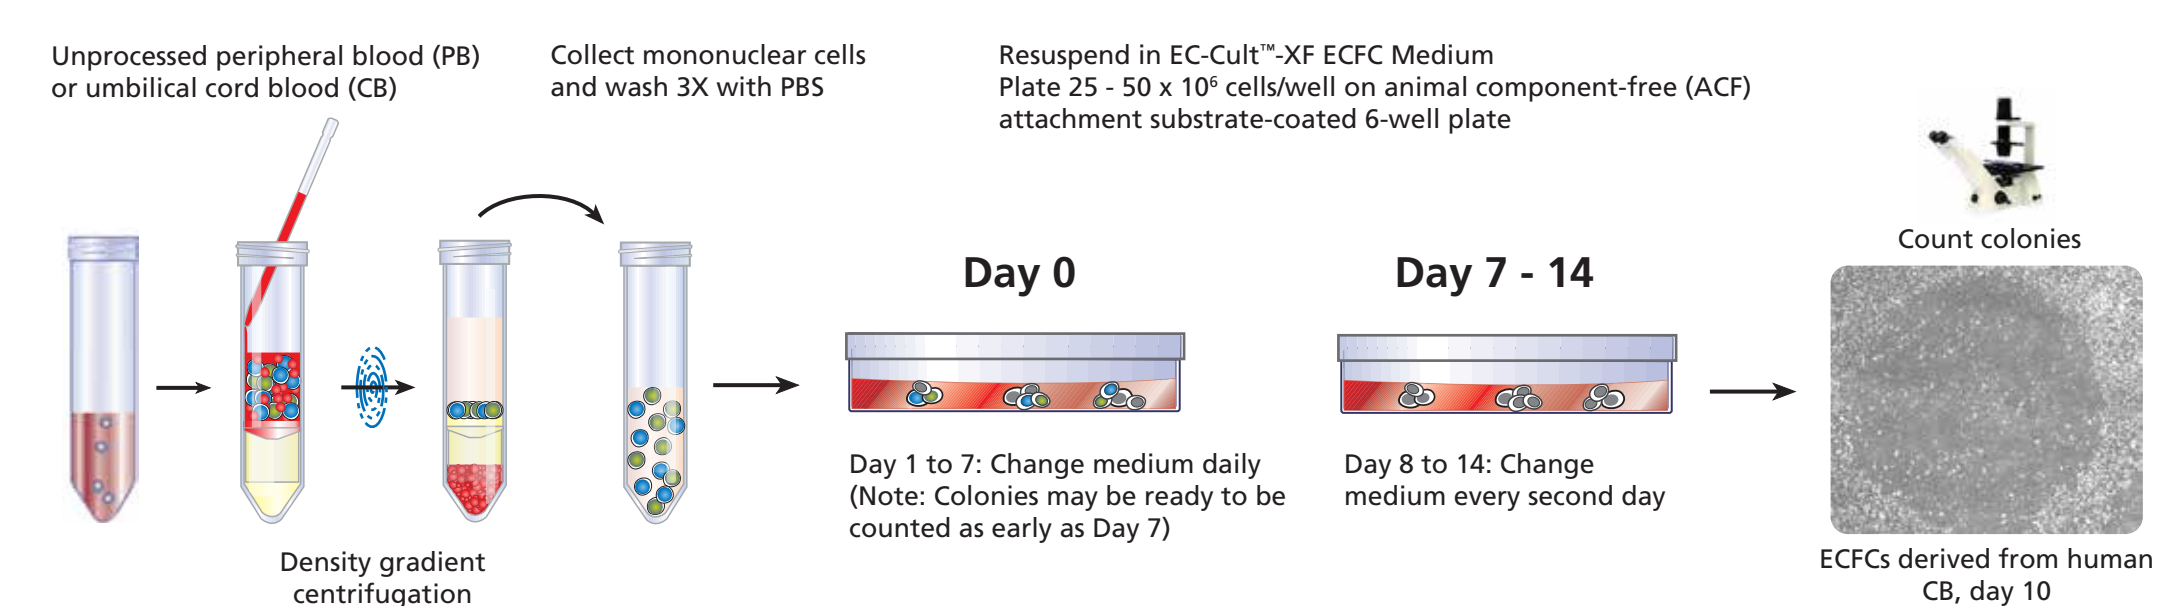 Unprocessed peripheral blood (PB)
or umbilical cord blood (CB)
Collect mononuclear cells
and wash 3X with PBS
Resuspend in EC-Cult™-XF ECFC Medium
Plate 25 - 50 x 10⁶ cells/well on animal component-free (ACF)
attachment substrate-coated 6-well plate
Count colonies
Day 0
Day 7 - 14
Day 1 to 7: Change medium daily
(Note: Colonies may be ready to be
counted as early as Day 7)
Day 8 to 14: Change
medium every second day
Density gradient
centrifugation
ECFCs derived from human
CB, day 10